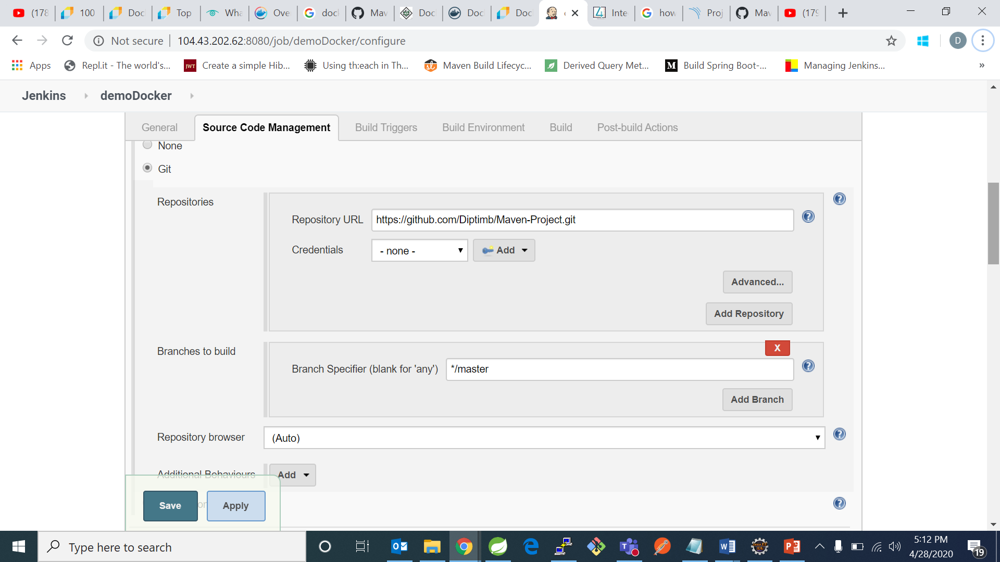 (178
100
Doc
Top
Wha
Ove
doc
Mav
Doc
Doc
Doc
Inte
how
Proj
Mav
(179
Not secure
104.43.202.62:8080/job/demoDocker/configure
D
Apps
Repl.it - The world's...
JWT
Create a simple Hib...
Using th:each in Th...
Maven Build Lifecyc...
Derived Query Met...
M
Build Spring Boot-...
Managing Jenkins...
»
Jenkins
demoDocker
General
Source Code Management
Build Triggers
Build Environment
Build
Post-build Actions
None
Git
Repositories
Repository URL
https://github.com/Diptimb/Maven-Project.git
Credentials
- none -
Add
Advanced...
Add Repository
Branches to build
X
Branch Specifier (blank for 'any')
*/master
Add Branch
Repository browser
(Auto)
Additional Behaviours
Add
Save
Apply
Type here to search
5:12 PM
4/28/2020
19